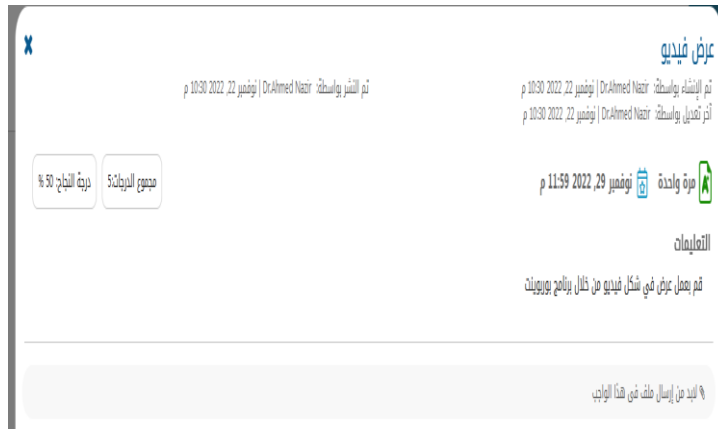 عرض فيديو
تم الإنشاء بواسطة: Dr.Ahmed Nazir | نوفمبر 22, 2022 10:30 م
تم النشر بواسطة: Dr.Ahmed Nazir | نوفمبر 22, 2022 10:30 م
آخر تعديل بواسطة: Dr.Ahmed Nazir | نوفمبر 22, 2022 10:30 م
مرة واحدة نوفمبر 29, 2022 11:59 م
مجموع الدرجات:5
درجة النجاح: 50 %
التعليمات
قم بعمل عرض في شكل فيديو من خلال برنامج بوربوينت
لابد من إرسال ملف فى هذا الواجب